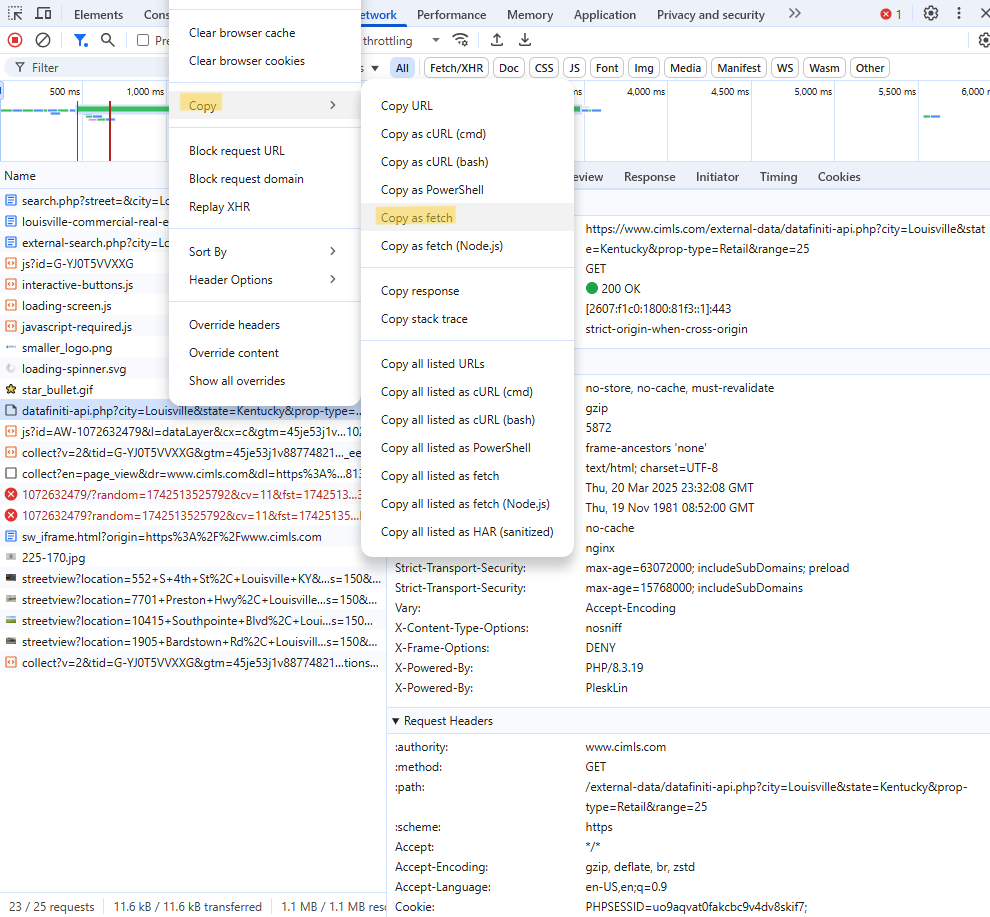 Elements
Cons
etwork
Performance
Memory
Application
Privacy and security
1
Pre
throttling
Filter
s
All
Fetch/XHR
Doc
CSS
JS
Font
Img
Media
Manifest
WS
Wasm
Other
500 ms
1,000 ms
ms
4,000 ms
4,500 ms
5,000 ms
5,500 ms
6,000
Clear browser cache
Clear browser cookies
Copy
Block request URL
Block request domain
Replay XHR
Sort By
Header Options
Override headers
Override content
Show all overrides
Copy URL
Copy as cURL (cmd)
Copy as cURL (bash)
Copy as PowerShell
Copy as fetch
Copy as fetch (Node.js)
Copy response
Copy stack trace
Copy all listed URLs
Copy all listed as cURL (cmd)
Copy all listed as cURL (bash)
Copy all listed as PowerShell
Copy all listed as fetch
Copy all listed as fetch (Node.js)
Copy all listed as HAR (sanitized)
Name
search.php?street=&city=Lo
louisville-commercial-real-e
external-search.php?city=Lo
js?id=G-YJ0T5VVXXG
interactive-buttons.js
loading-screen.js
javascript-required.js
smaller_logo.png
loading-spinner.svg
star_bullet.gif
datafiniti-api.php?city=Louisville&state=Kentucky&prop-type=...
js?id=AW-1072632479&l=dataLayer&cx=c&gtm=45je53j1v...102
collect?v=2&tid=G-YJ0T5VVXXG&gtm=45je53j1v88774821..._ee
collect?en=page_view&dr=www.cimls.com&dl=https%3A%...813
1072632479/?random=1742513525792&cv=11&fst=1742513...3
1072632479?random=1742513525792&cv=11&fst=17425135...
sw_iframe.html?origin=https%3A%2F%2Fwww.cimls.com
225-170.jpg
streetview?location=552+S+4th+St%2C+Louisville+KY&...s=150&...
streetview?location=7701+Preston+Hwy%2C+Louisville...s=150&...
streetview?location=10415+Southpointe+Blvd%2C+Loui...s=150...
streetview?location=1905+Bardstown+Rd%2C+Louisvill...s=150&...
collect?v=2&tid=G-YJ0T5VVXXG&gtm=45je53j1v88774821...tions...
23 / 25 requests
11.6 kB / 11.6 kB transferred
1.1 MB / 1.1 MB reso
eview
Response
Initiator
Timing
Cookies
https://www.cimls.com/external-data/datafiniti-api.php?city=Louisville&stat
e=Kentucky&prop-type=Retail&range=25
GET
200 OK
[2607:f1c0:1800:81f3::1]:443
strict-origin-when-cross-origin
no-store, no-cache, must-revalidate
gzip
5872
frame-ancestors 'none'
text/html; charset=UTF-8
Thu, 20 Mar 2025 23:32:08 GMT
Thu, 19 Nov 1981 08:52:00 GMT
no-cache
nginx
Strict-Transport-Security: max-age=63072000; includeSubDomains; preload
Strict-Transport-Security: max-age=15768000; includeSubDomains
Vary: Accept-Encoding
X-Content-Type-Options: nosniff
X-Frame-Options: DENY
X-Powered-By: PHP/8.3.19
X-Powered-By: PleskLin
Request Headers
:authority: www.cimls.com
:method: GET
:path: /external-data/datafiniti-api.php?city=Louisville&state=Kentucky&prop-
type=Retail&range=25
:scheme: https
Accept: */*
Accept-Encoding: gzip, deflate, br, zstd
Accept-Language: en-US,en;q=0.9
Cookie: PHPSESSID=uo9aqvat0fakcbc9v4dv8skif7;